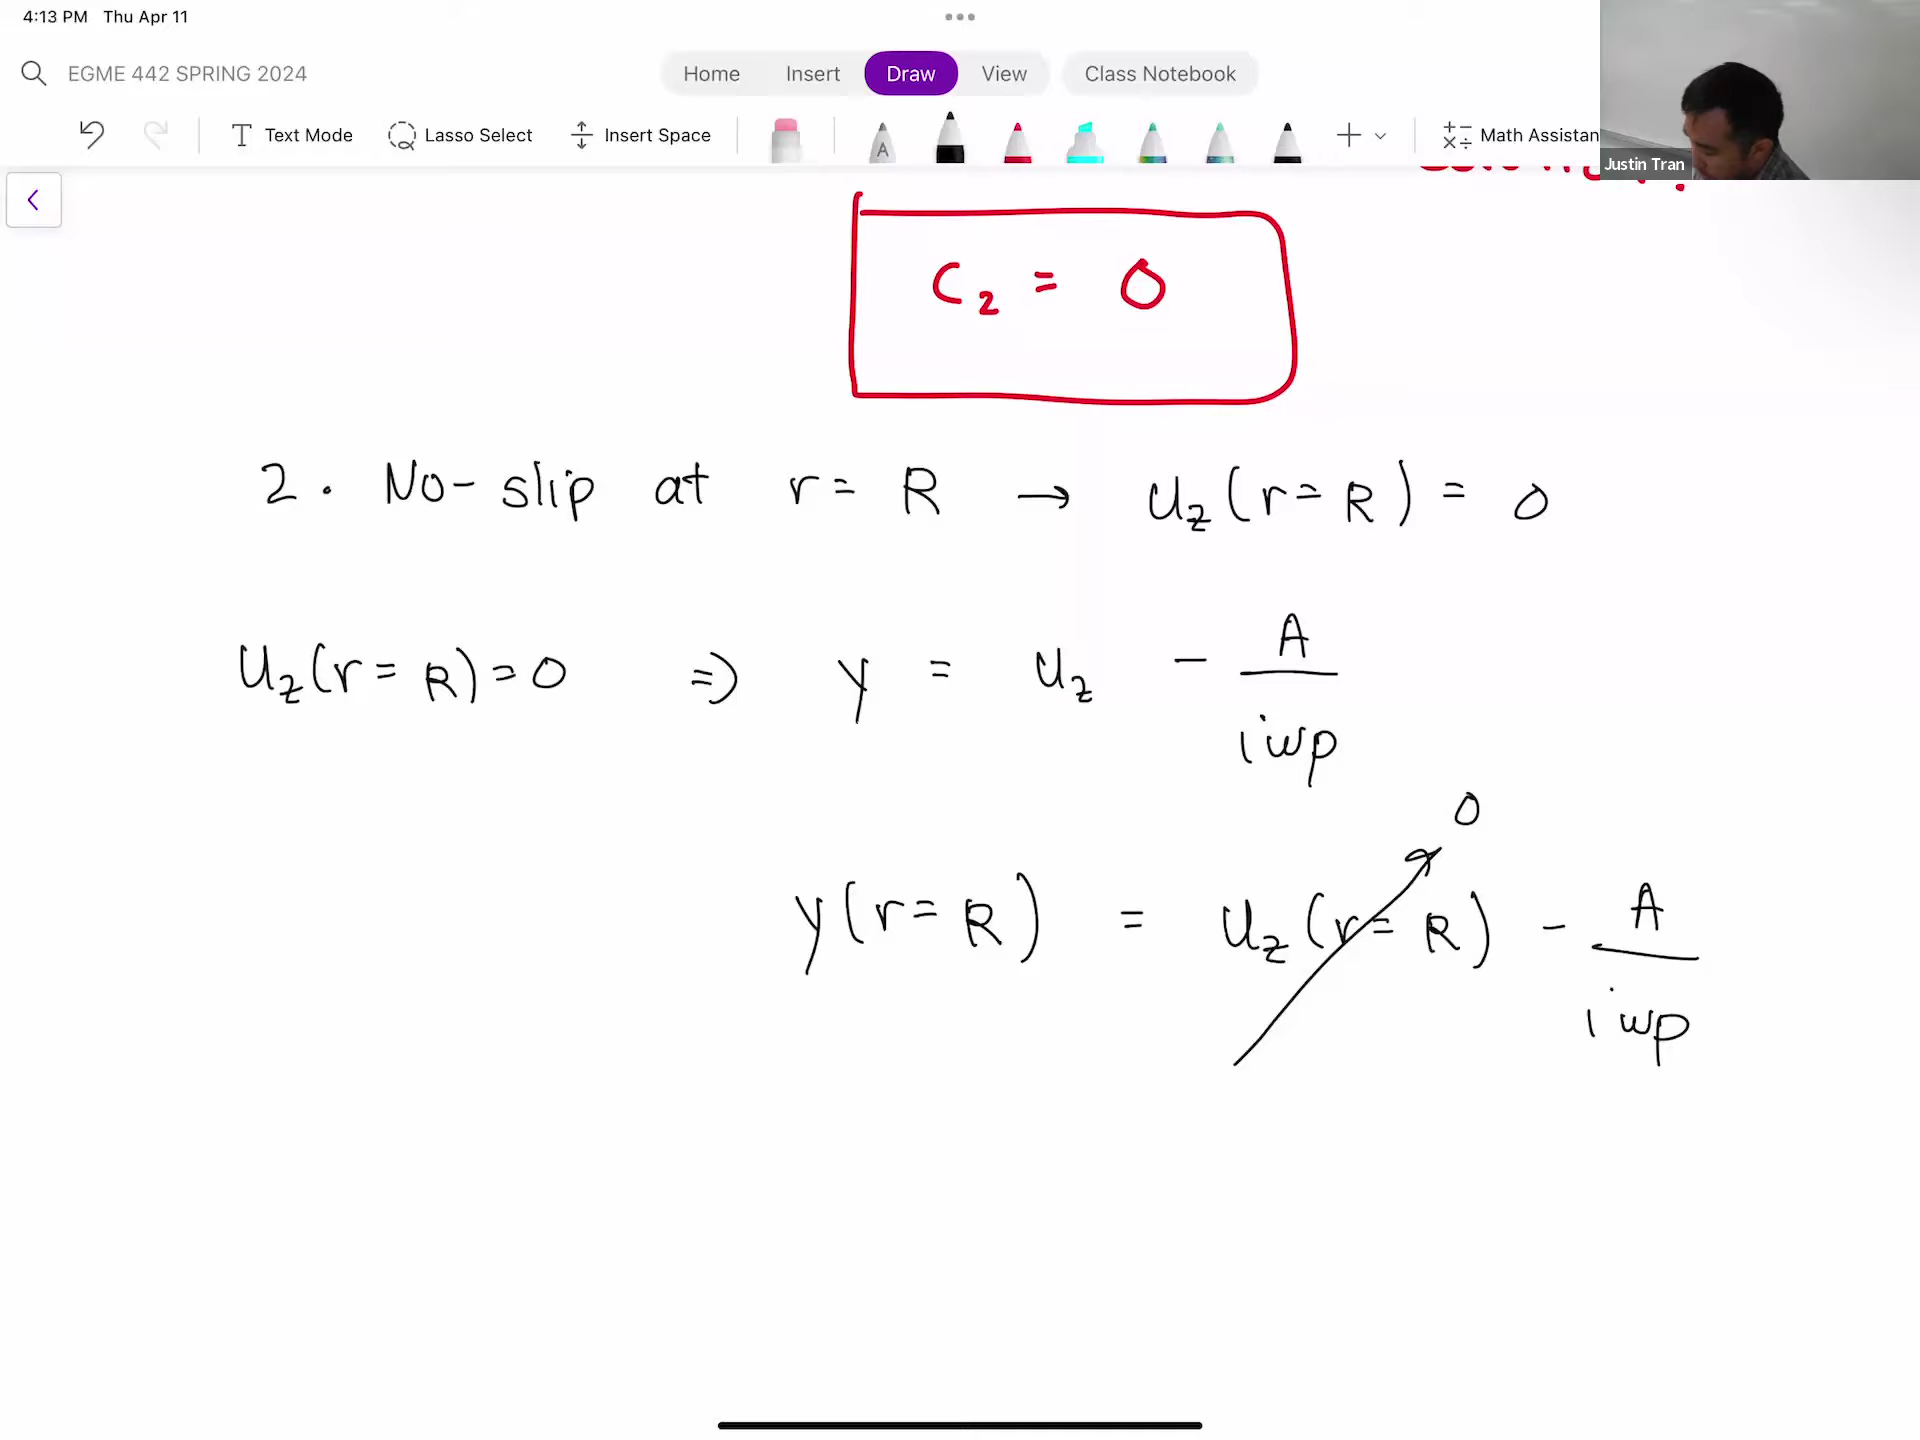 4:13 PM Thu Apr 11
EGME 442 SPRING 2024
Home Insert Draw View Class Notebook
Text Mode Lasso Select Insert Space A Math Assistan
Justin Tran
C₂ = 0
2. No-slip at r = R → u_z(r = R) = 0
u_z(r = R) = 0 ⇒ y = u_z - A/iωρ
0
y(r = R) = u_z(r = R) - A/iωρ